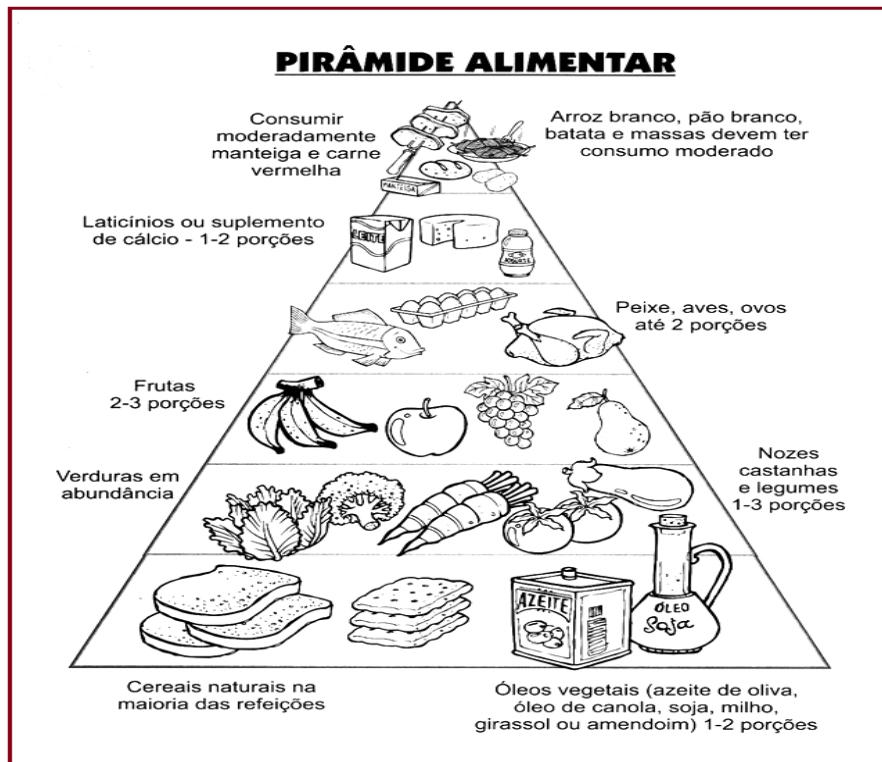 PIRÂMIDE ALIMENTAR
Consumir
moderadamente
manteiga e carne
vermelha
Arroz branco, pão branco,
batata e massas devem ter
consumo moderado
MANTEIGA
Laticínios ou suplemento
de cálcio - 1-2 porções
LEITE
IOGURTE
Peixe, aves, ovos
até 2 porções
Frutas
2-3 porções
Verduras em
abundância
Nozes
castanhas
e legumes
1-3 porções
AZEITE
ÓLEO
Soja
Cereais naturais na
maioria das refeições
Óleos vegetais (azeite de oliva,
óleo de canola, soja, milho,
girassol ou amendoim) 1-2 porções